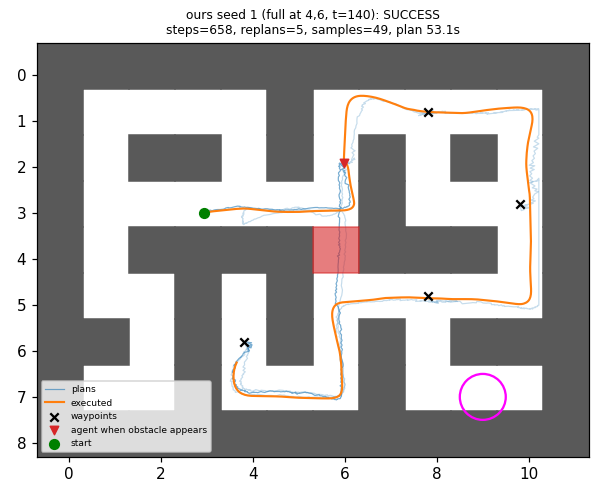 ours seed 1 (full at 4,6, t=140): SUCCESS
steps=658, replans=5, samples=49, plan 53.1s
0
1
2
3
4
5
6
7
8
plans
executed
waypoints
agent when obstacle appears
start
0 2 4 6 8 10